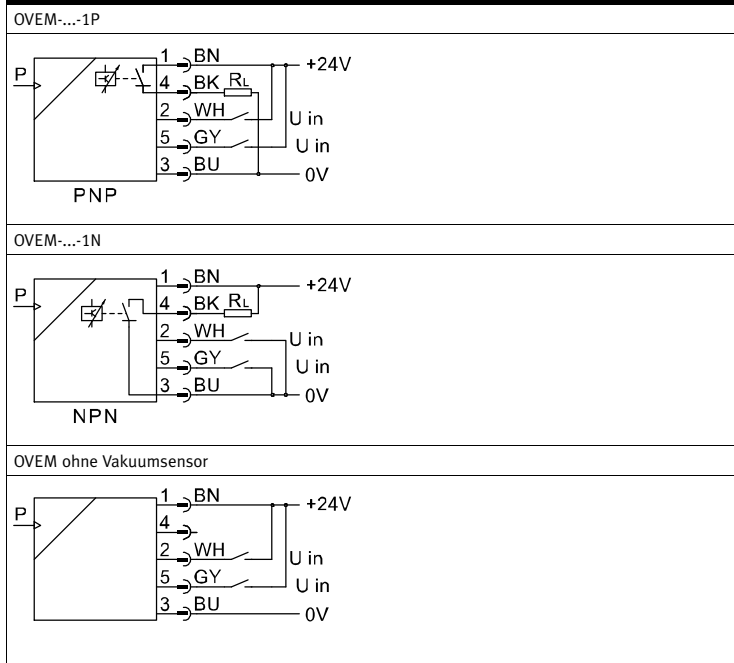 OVEM-...-1P
P
1 BN +24V
4 BK RL
2 WH U in
5 GY U in
3 BU 0V
PNP
OVEM-...-1N
P
1 BN +24V
4 BK RL
2 WH U in
5 GY U in
3 BU 0V
NPN
OVEM ohne Vakuumsensor
P
1 BN +24V
4
2 WH U in
5 GY U in
3 BU 0V